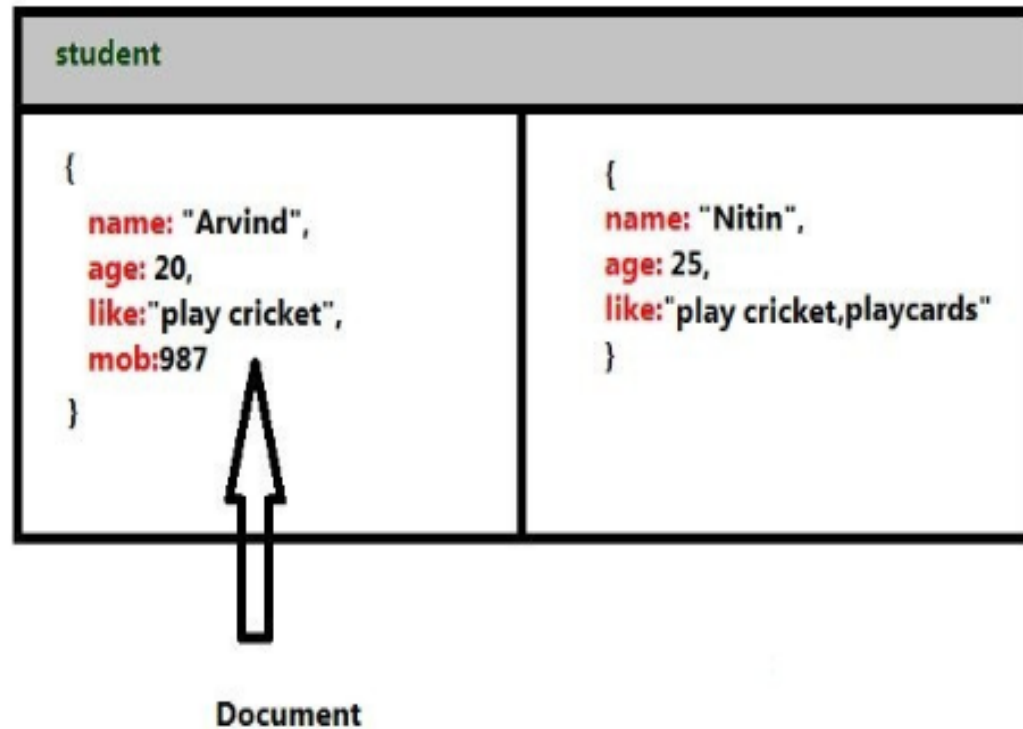 student
{
name: "Arvind",
age: 20,
like:"play cricket",
mob:987
}
{
name: "Nitin",
age: 25,
like:"play cricket,playcards"
}
Document